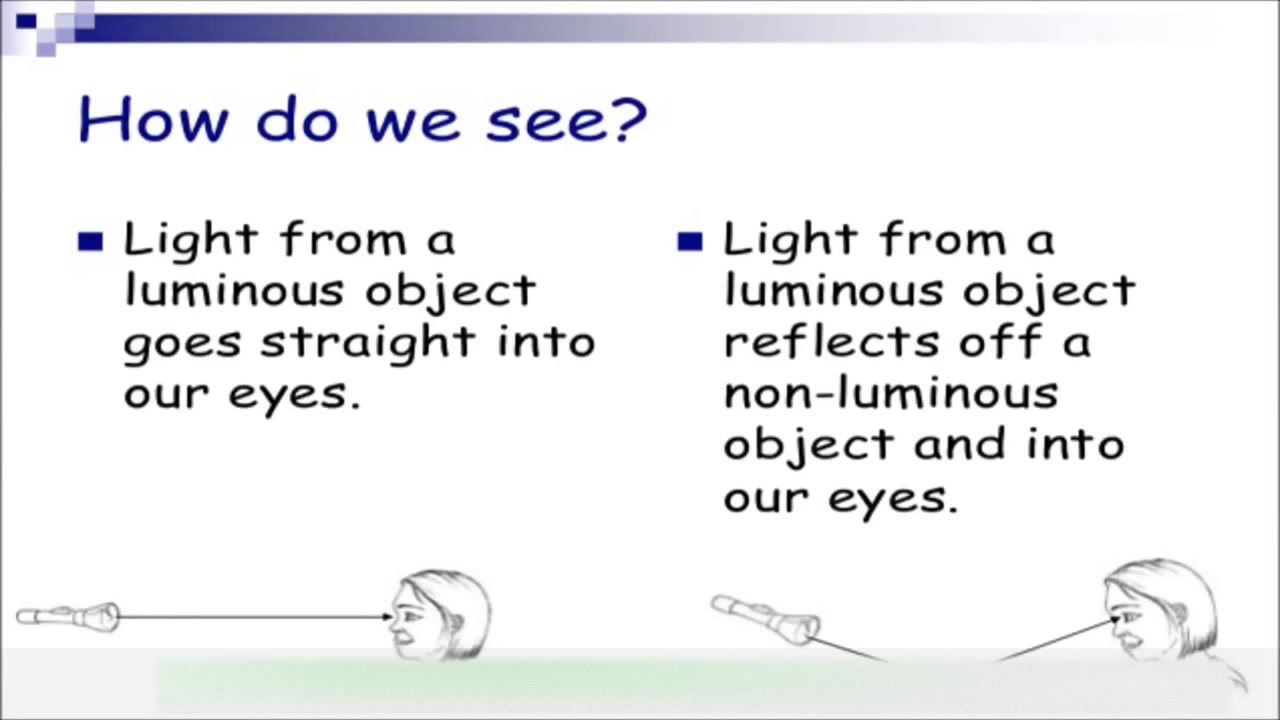 How do we see?
Light from a
luminous object
goes straight into
our eyes.
Light from a
luminous object
reflects off a
non-luminous
object and into
our eyes.